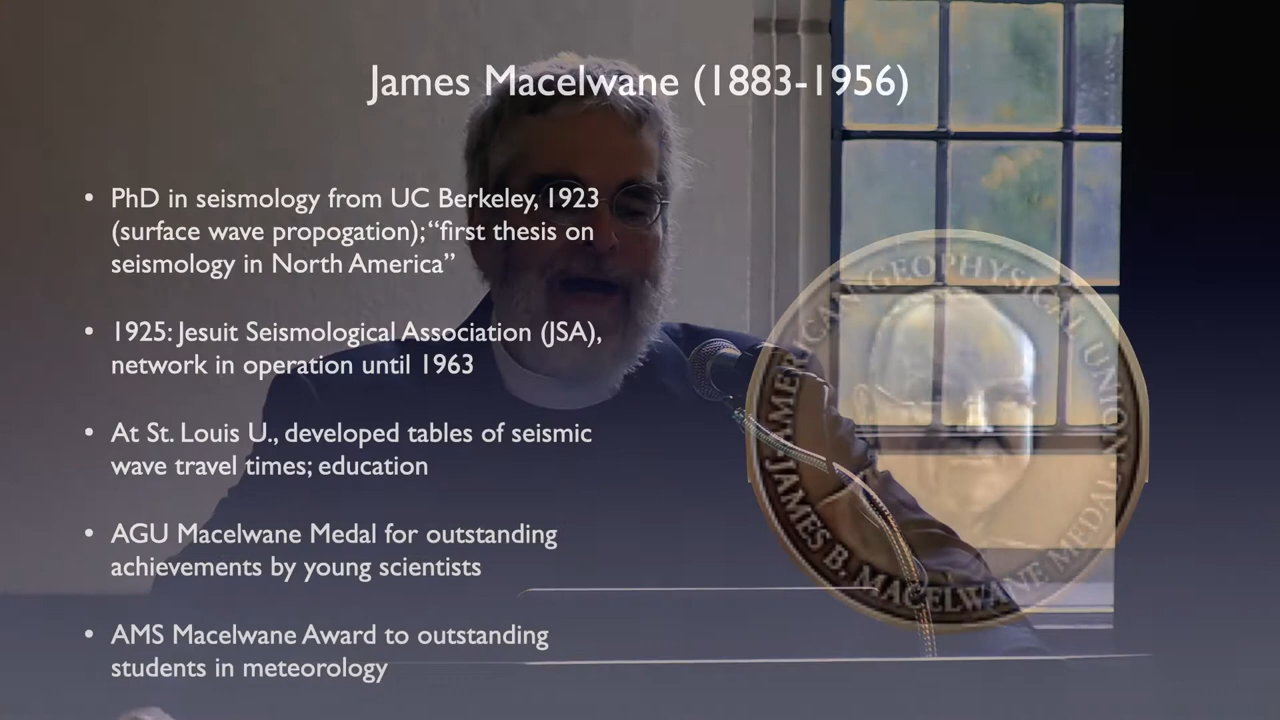 James Macelwane (1883-1956)
• PhD in seismology from UC Berkeley, 1923
(surface wave propogation); “first thesis on
seismology in North America”
• 1925: Jesuit Seismological Association (JSA),
network in operation until 1963
• At St. Louis U., developed tables of seismic
wave travel times; education
• AGU Macelwane Medal for outstanding
achievements by young scientists
• AMS Macelwane Award to outstanding
students in meteorology
AMERICAN GEOPHYSICAL UNION
JAMES B. MACELWANE MEDAL